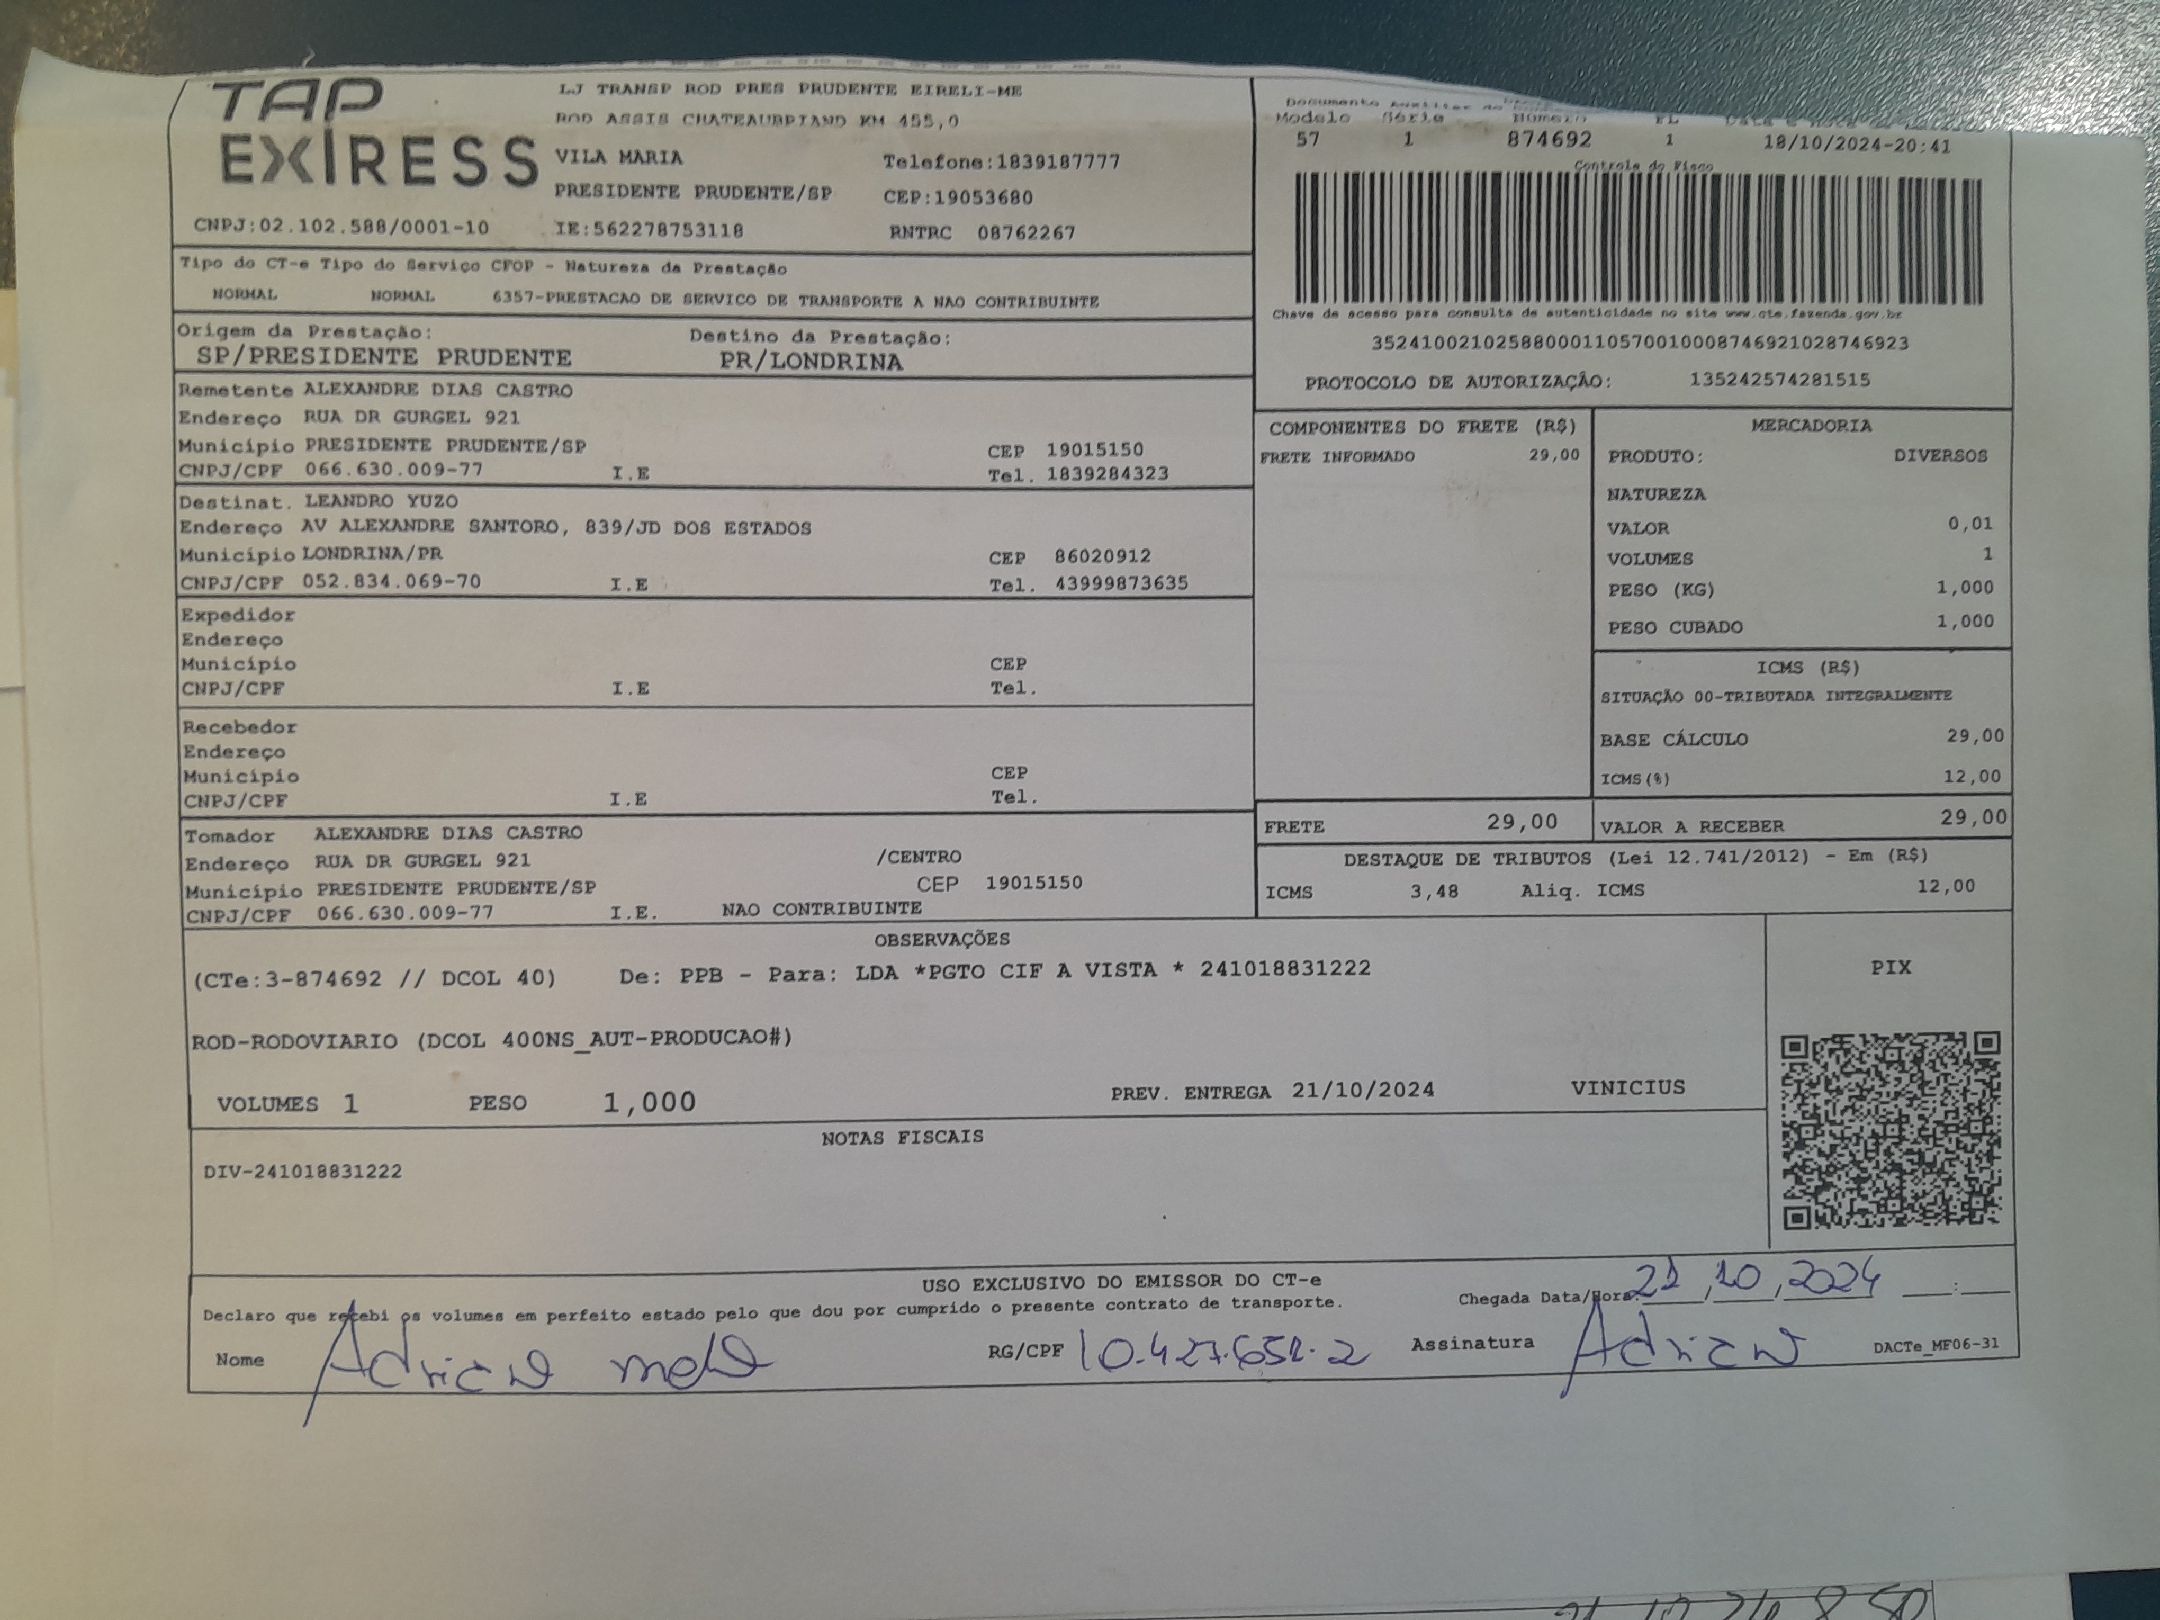 TAP
EXPRESS
LJ TRANSP ROD PRES PRUDENTE EIRELI-ME
ROD ASSIS CHATEAUBRIAND KM 455,0
VILA MARIA Telefone:1839187777
PRESIDENTE PRUDENTE/SP CEP:19053680
CNPJ:02.102.588/0001-10 IE:562278753118 RNTRC 08762267
Documento Auxiliar do
Modelo Série Número FL
57 1 874692 1 18/10/2024-20:41
Controle do Fisco
Chave de acesso para consulta de autenticidade no site www.cte.fazenda.gov.br
35241002102588000110570010008746921028746923
PROTOCOLO DE AUTORIZAÇÃO: 135242574281515
Tipo do CT-e Tipo do Serviço CFOP - Natureza da Prestação
NORMAL NORMAL 6357-PRESTACAO DE SERVICO DE TRANSPORTE A NAO CONTRIBUINTE
Origem da Prestação: Destino da Prestação:
SP/PRESIDENTE PRUDENTE PR/LONDRINA
Remetente ALEXANDRE DIAS CASTRO
Endereço RUA DR GURGEL 921
Município PRESIDENTE PRUDENTE/SP CEP 19015150
CNPJ/CPF 066.630.009-77 I.E Tel. 1839284323
Destinat. LEANDRO YUZO
Endereço AV ALEXANDRE SANTORO, 839/JD DOS ESTADOS
Município LONDRINA/PR CEP 86020912
CNPJ/CPF 052.834.069-70 I.E Tel. 43999873635
Expedidor
Endereço
Município CEP
CNPJ/CPF I.E Tel.
Recebedor
Endereço
Município CEP
CNPJ/CPF I.E Tel.
Tomador ALEXANDRE DIAS CASTRO
Endereço RUA DR GURGEL 921 /CENTRO
Município PRESIDENTE PRUDENTE/SP CEP 19015150
CNPJ/CPF 066.630.009-77 I.E. NAO CONTRIBUINTE
COMPONENTES DO FRETE (R$)
FRETE INFORMADO 29,00
MERCADORIA
PRODUTO: DIVERSOS
NATUREZA
VALOR 0,01
VOLUMES 1
PESO (KG) 1,000
PESO CUBADO 1,000
ICMS (R$)
SITUAÇÃO 00-TRIBUTADA INTEGRALMENTE
BASE CÁLCULO 29,00
ICMS(%) 12,00
FRETE 29,00 VALOR A RECEBER 29,00
DESTAQUE DE TRIBUTOS (Lei 12.741/2012) - Em (R$)
ICMS 3,48 Aliq. ICMS 12,00
OBSERVAÇÕES
(CTe:3-874692 // DCOL 40) De: PPB - Para: LDA *PGTO CIF A VISTA * 241018831222
ROD-RODOVIARIO (DCOL 400NS_AUT-PRODUCAO#)
VOLUMES 1 PESO 1,000 PREV. ENTREGA 21/10/2024 VINICIUS
PIX
NOTAS FISCAIS
DIV-241018831222
USO EXCLUSIVO DO EMISSOR DO CT-e
Declaro que recebi os volumes em perfeito estado pelo que dou por cumprido o presente contrato de transporte.
Chegada Data/Hora: 21,10,2024 :
Nome RG/CPF 10.427.651-2 Assinatura DACTe_MF06-31